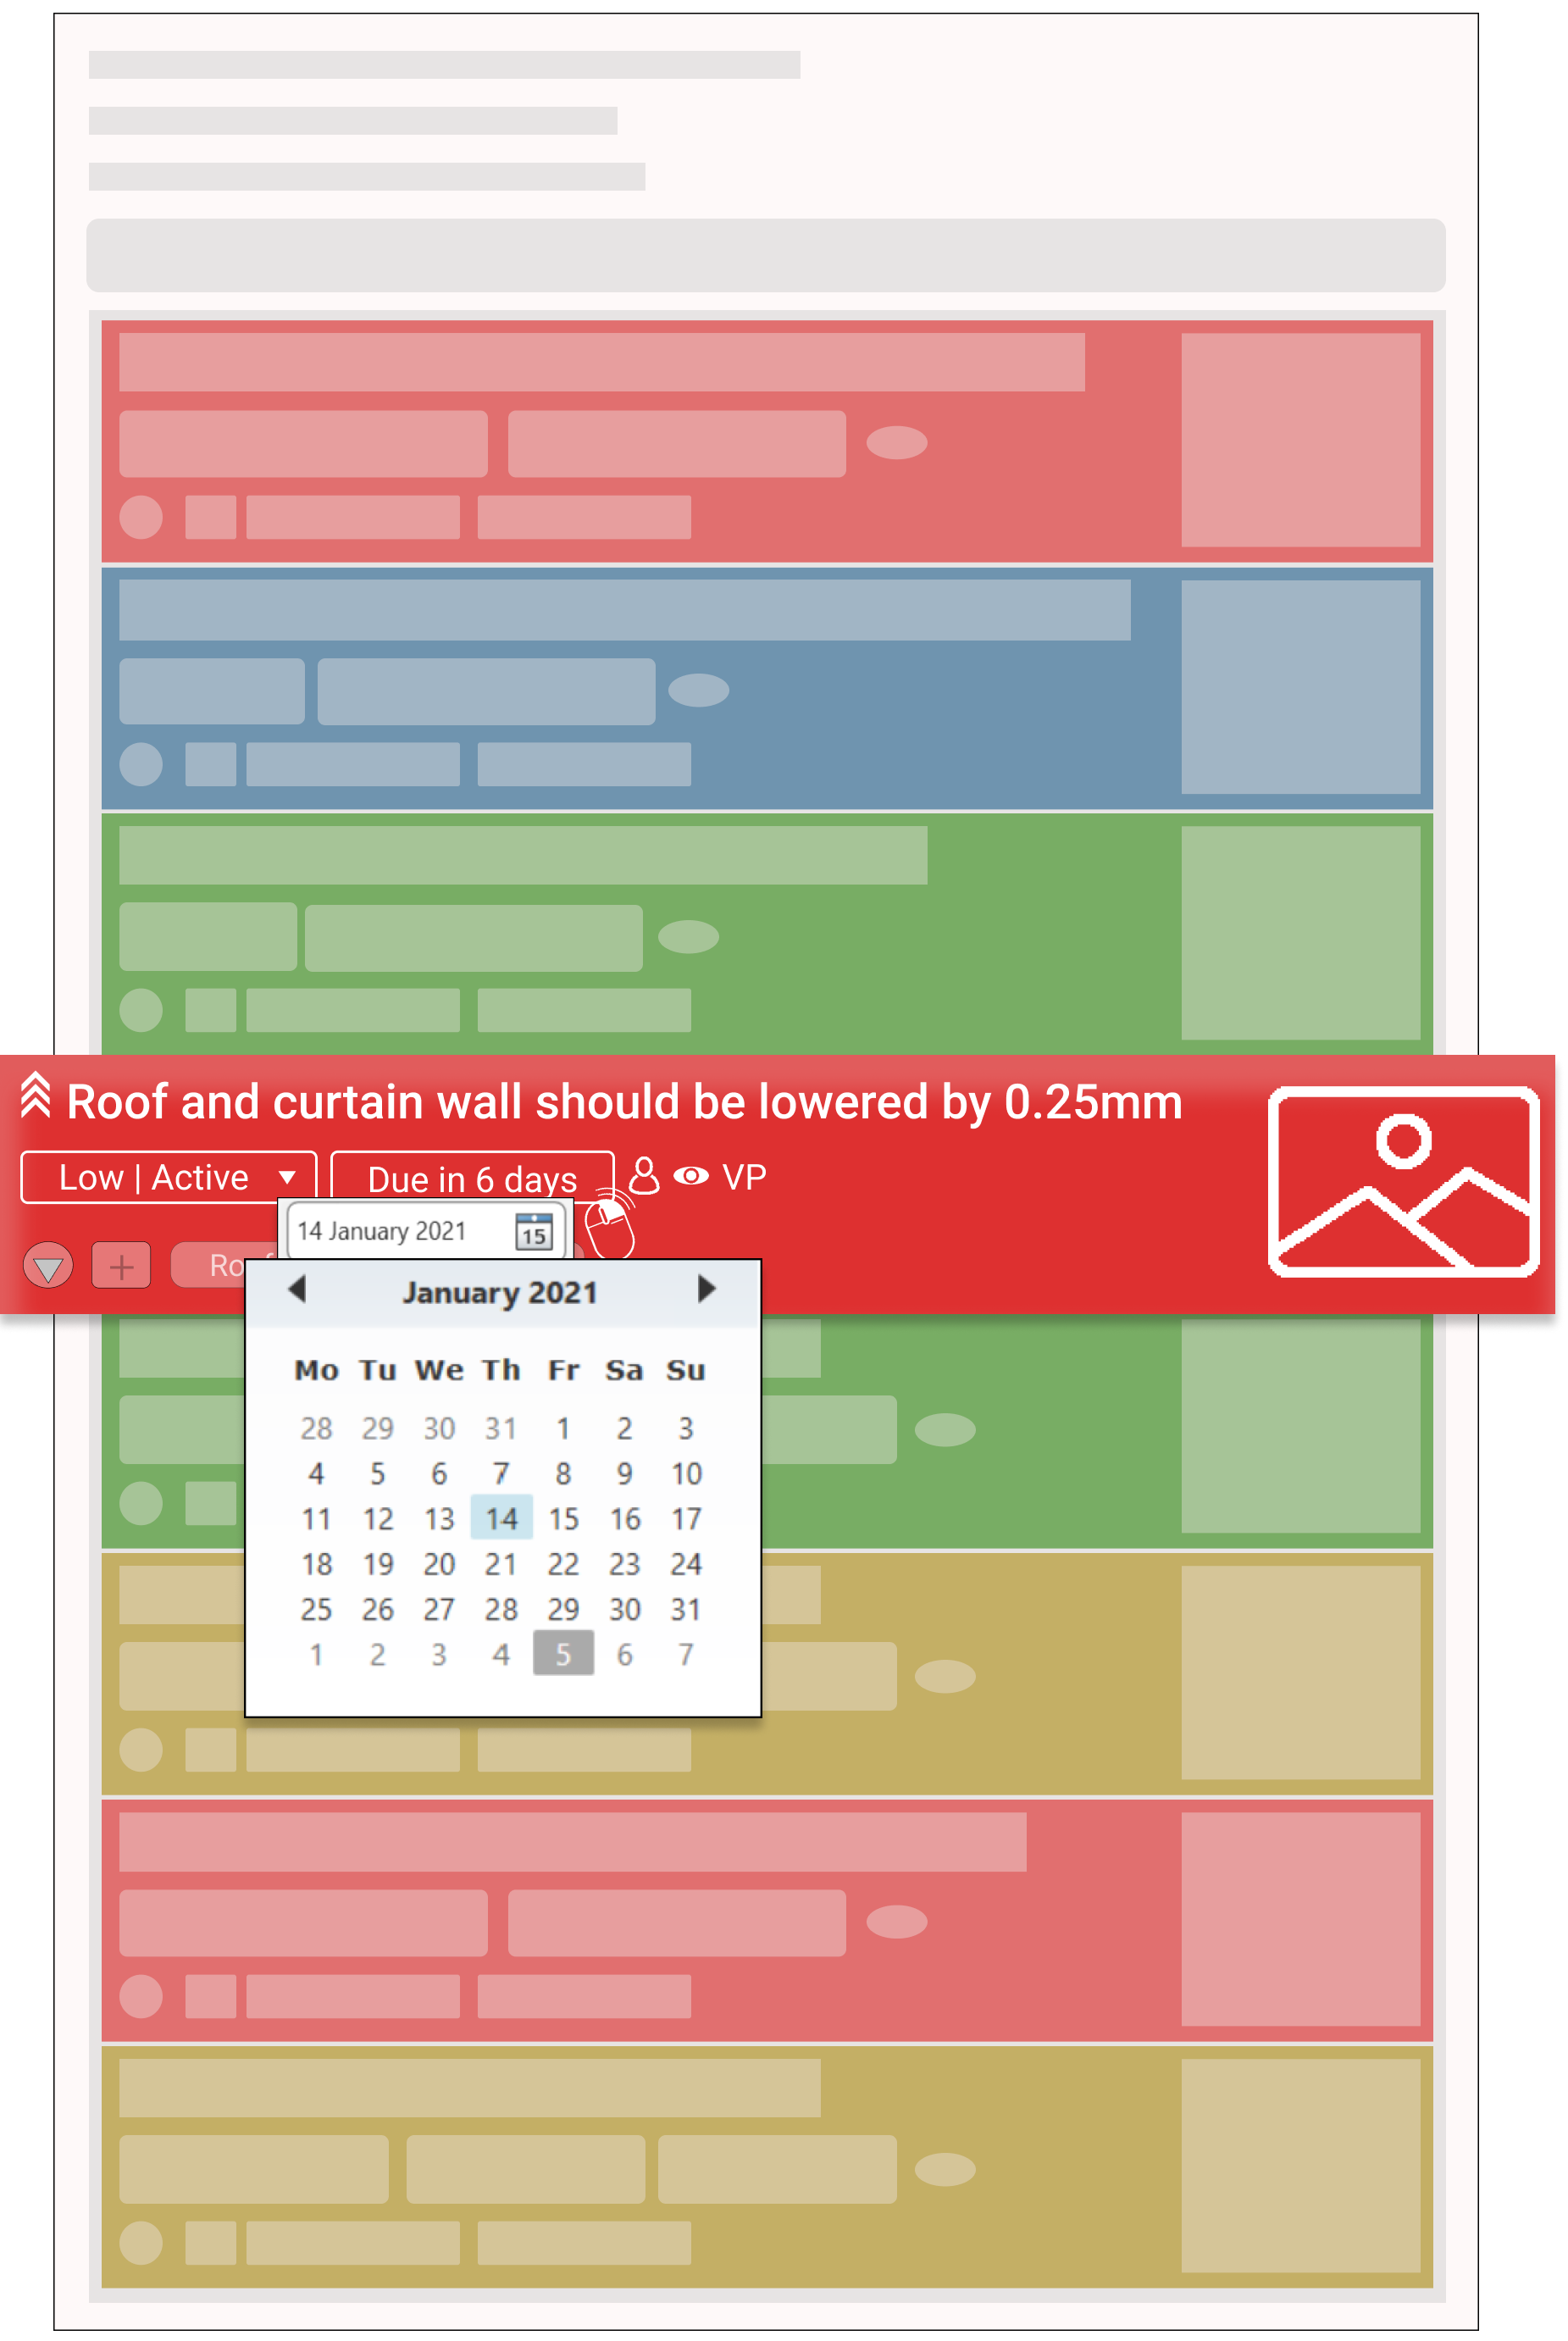 Roof and curtain wall should be lowered by 0.25mm
Low | Active
Due in 6 days
VP
14 January 2021
15
January 2021
Mo Tu We Th Fr Sa Su
28 29 30 31 1 2 3
4 5 6 7 8 9 10
11 12 13 14 15 16 17
18 19 20 21 22 23 24
25 26 27 28 29 30 31
1 2 3 4 5 6 7